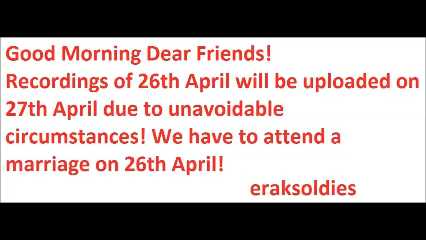 Good Morning Dear Friends!
Recordings of 26th April will be uploaded on
27th April due to unavoidable
circumstances! We have to attend a
marriage on 26th April!
eraksoldies